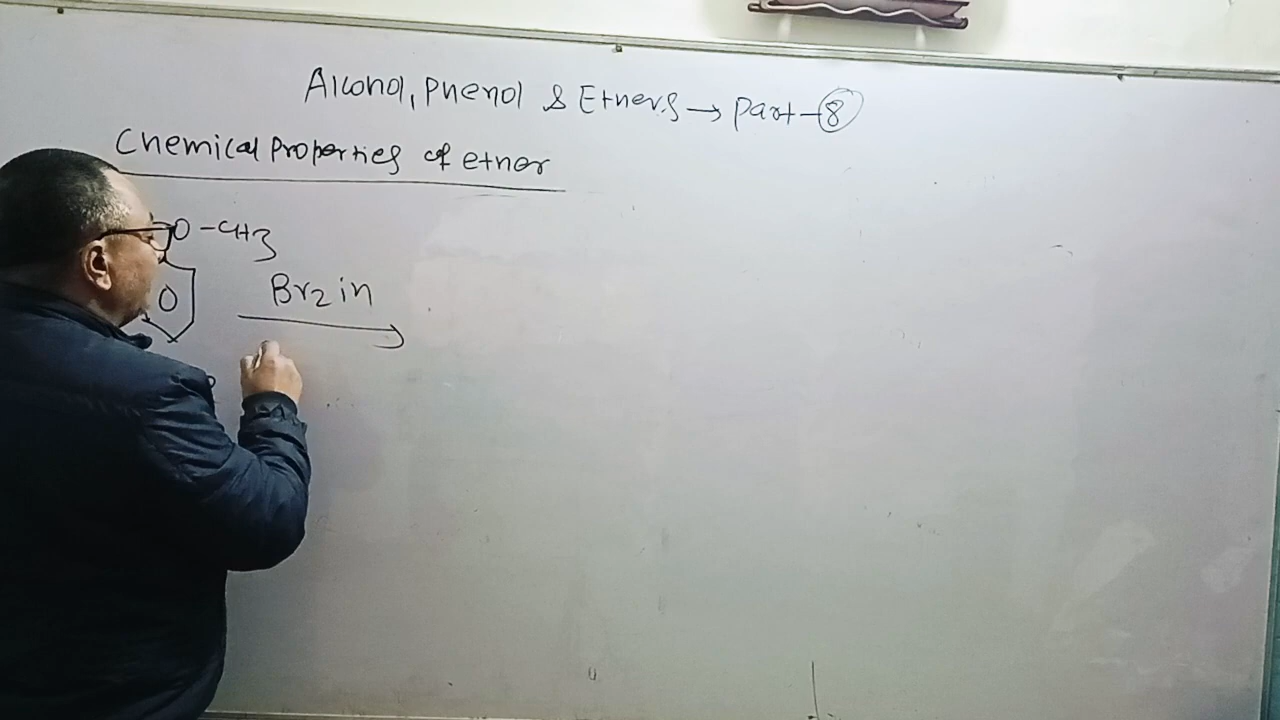 Alcohol, Phenol & Ethers → Part-8
Chemical Properties of ether
O-CH3
Br2 in